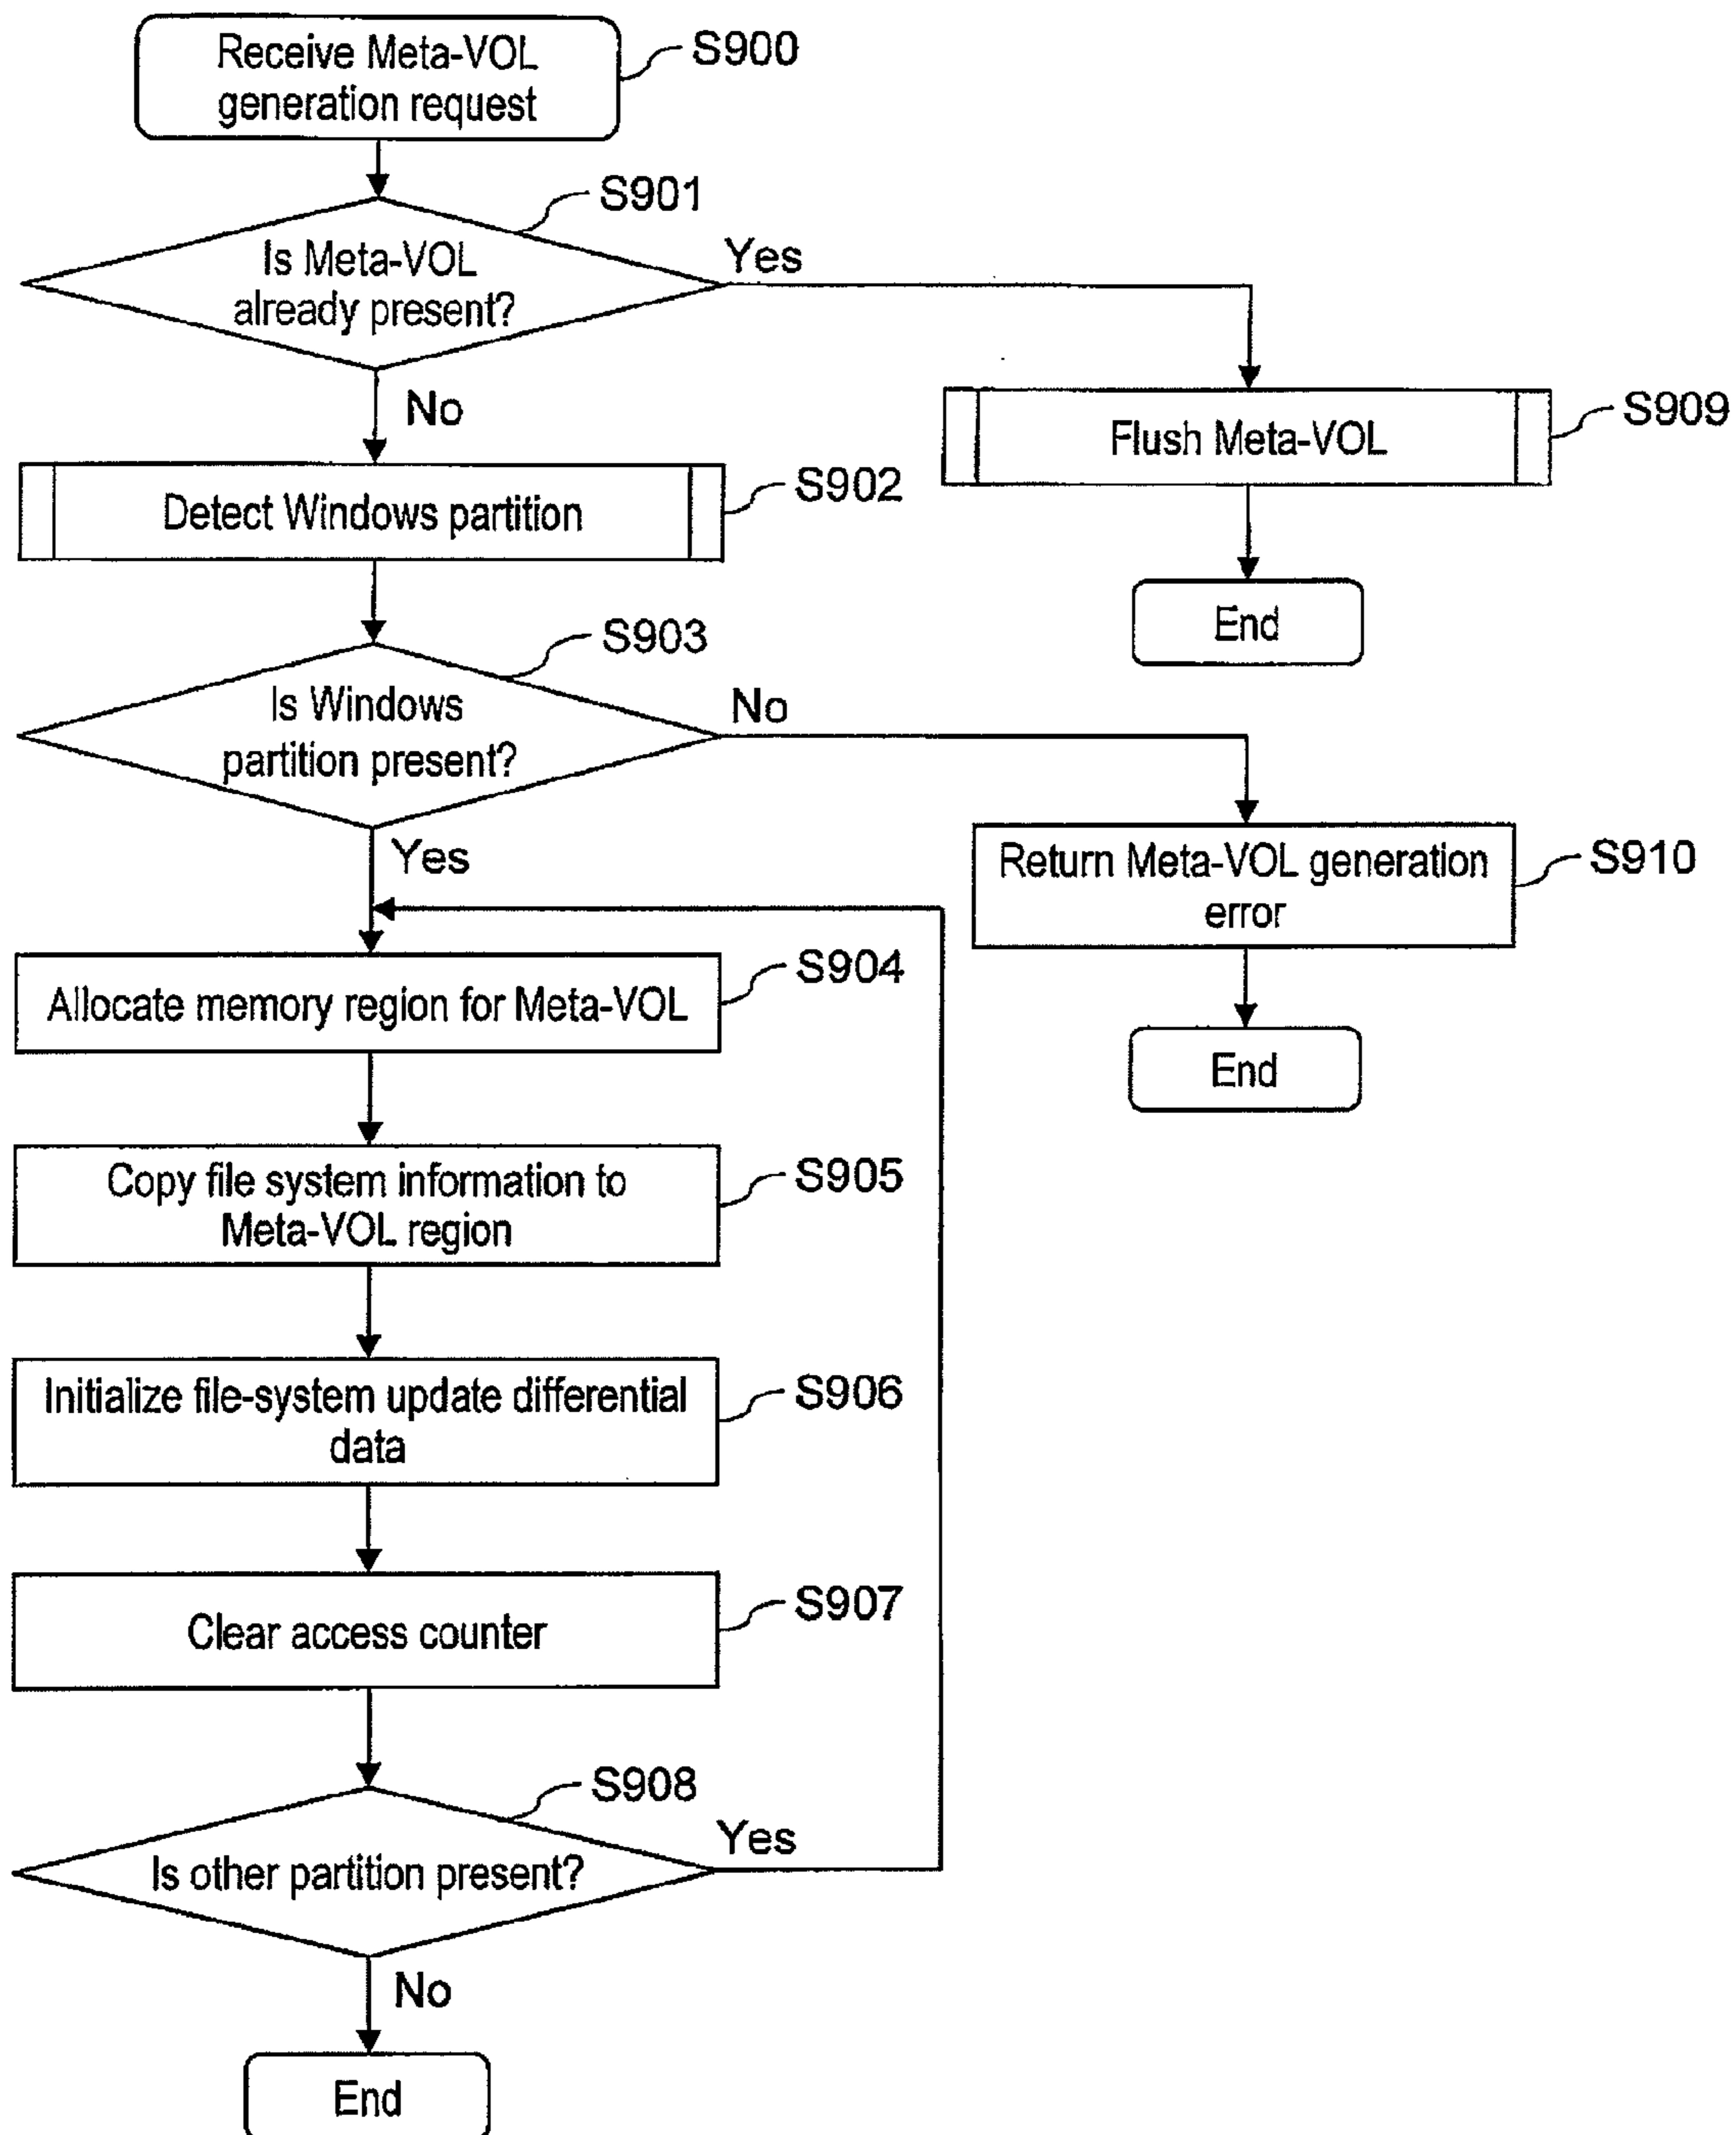 Receive Meta-VOL
generation request
S900
S901
Is Meta-VOL
already present?
Yes
No
S909
Flush Meta-VOL
S902
Detect Windows partition
End
S903
Is Windows
partition present?
No
Yes
Return Meta-VOL generation
error
S910
S904
Allocate memory region for Meta-VOL
End
S905
Copy file system information to
Meta-VOL region
S906
Initialize file-system update differential
data
S907
Clear access counter
S908
Is other partition present?
Yes
No
End